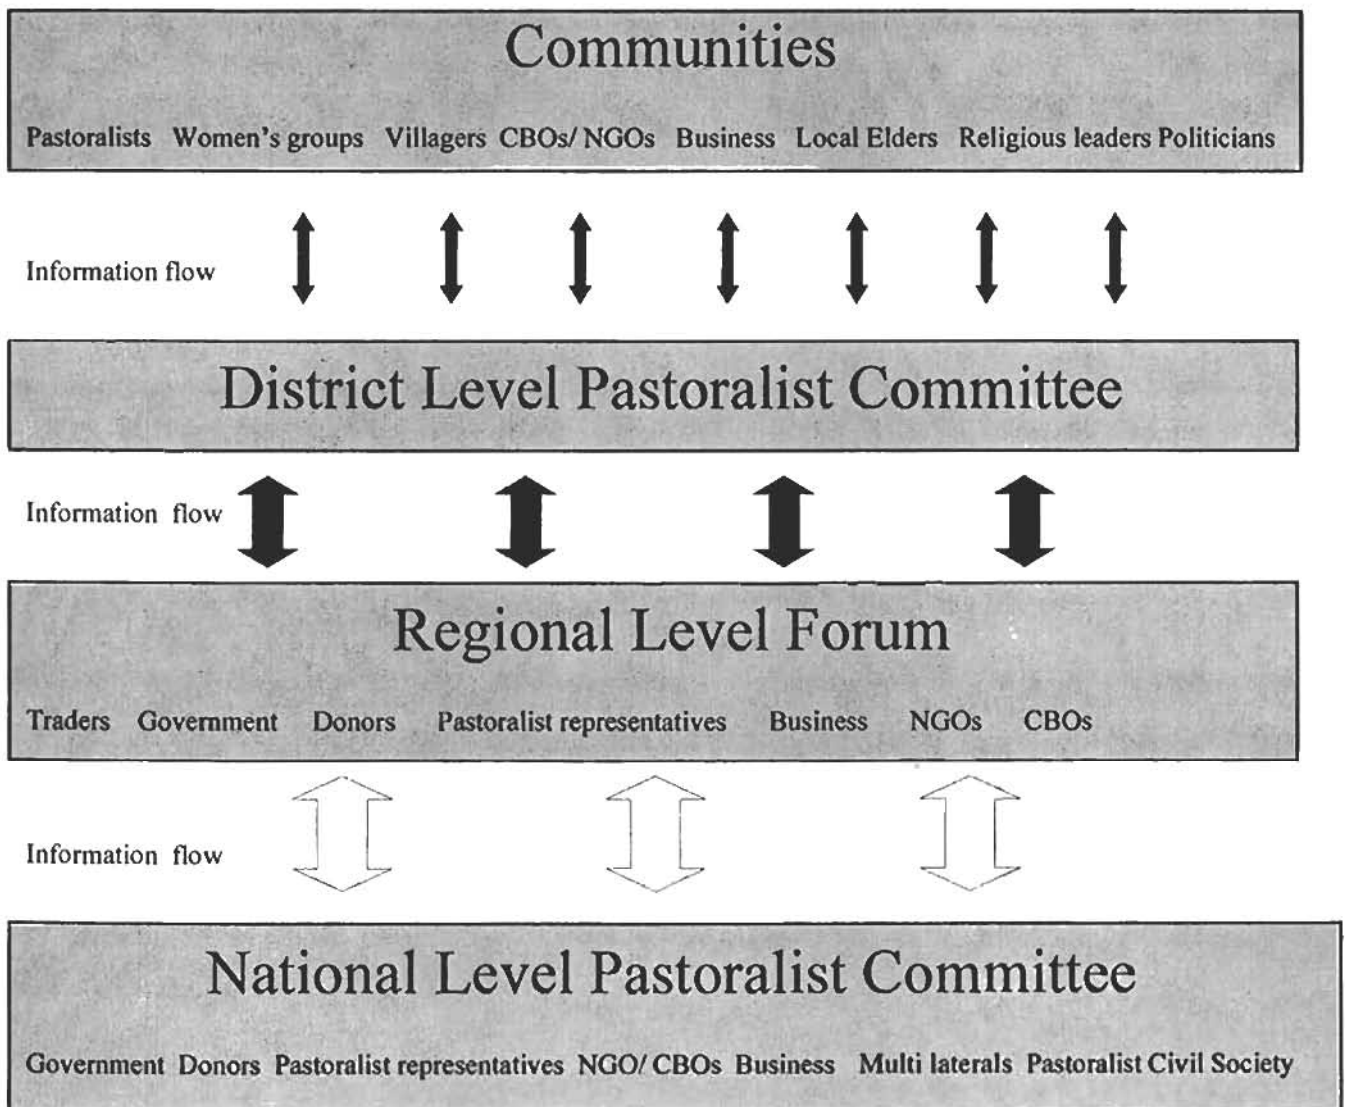 Communities
Pastoralists Women's groups Villagers CBOs/ NGOs Business Local Elders Religious leaders Politicians
Information flow
District Level Pastoralist Committee
Information flow
Regional Level Forum
Traders Government Donors Pastoralist representatives Business NGOs CBOs
Information flow
National Level Pastoralist Committee
Government Donors Pastoralist representatives NGO/ CBOs Business Multi laterals Pastoralist Civil Society